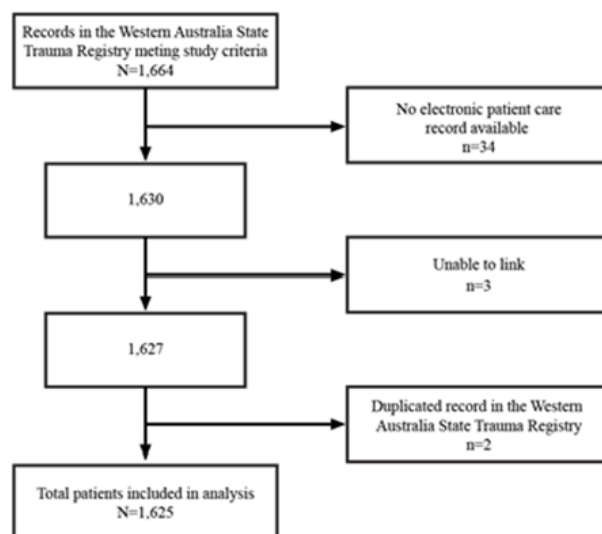 Records in the Western Australia State
Trauma Registry meting study criteria
N=1,664
No electronic patient care
record available
n=34
1,630
Unable to link
n=3
1,627
Duplicated record in the Western
Australia State Trauma Registry
n=2
Total patients included in analysis
N=1,625